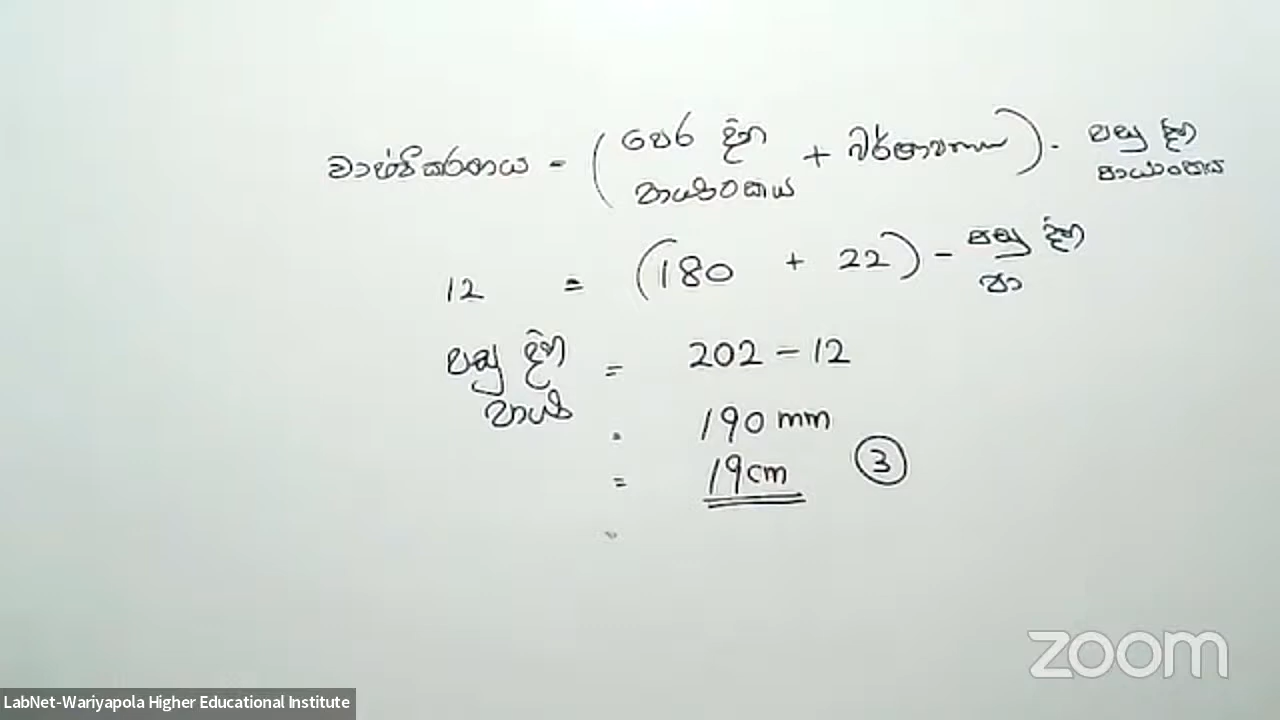 වාෂ්පීකරණය = (පෙර දින පාඨාංකය + වර්ෂාපතනය) - පසු දින පාඨාංකය
12 = (180 + 22) - පසු දින පා
පසු දින පාඨාං = 202 - 12
= 190 mm
= 19cm ③
zoom
LabNet-Wariyapola Higher Educational Institute